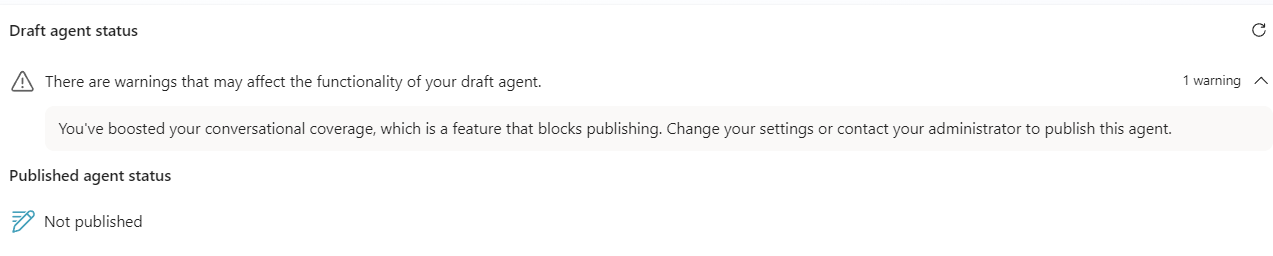 Draft agent status
There are warnings that may affect the functionality of your draft agent.
1 warning
You've boosted your conversational coverage, which is a feature that blocks publishing. Change your settings or contact your administrator to publish this agent.
Published agent status
Not published